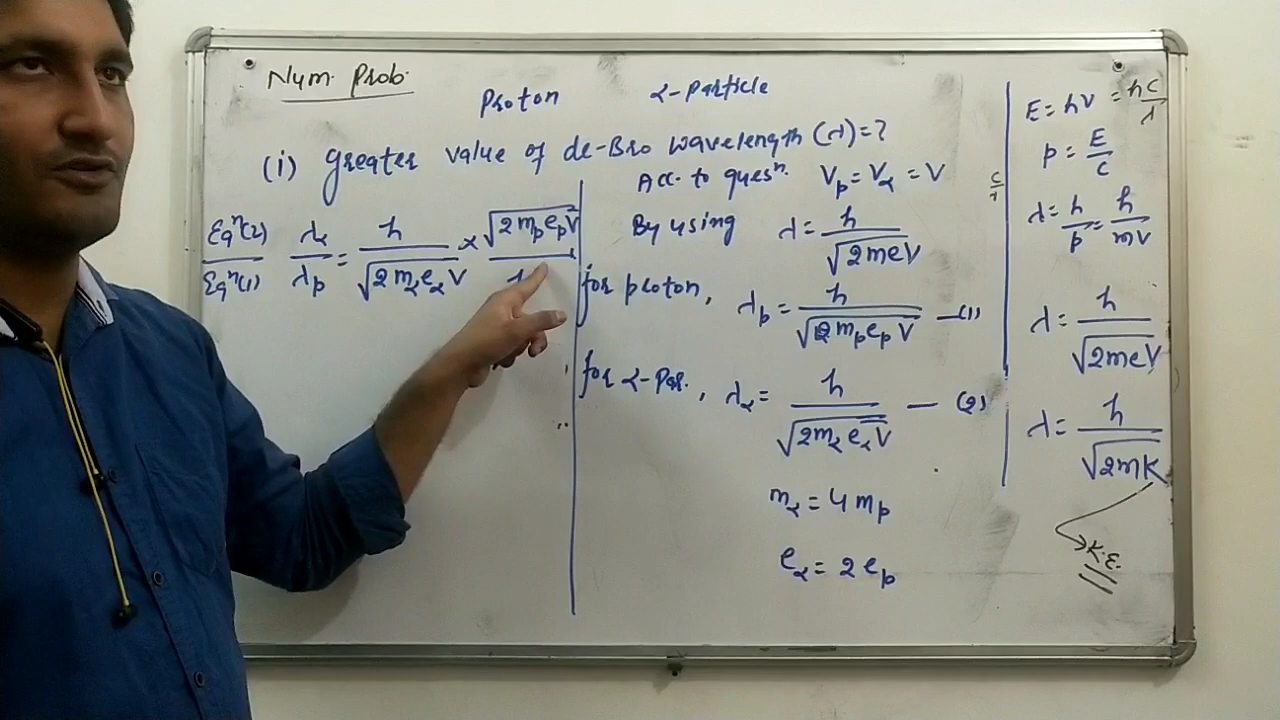 Num. Prob.
Proton α-Particle
(i) Greater value of de-Bro wavelength (λ)=?
Acc. to quesⁿ. Vp = Vα = V
Eqⁿ(2)/Eqⁿ(1) λα/λp = h/√2mαeαV × √2mpepV/h
By using λ = h/√2meV
for proton, λp = h/√2mpepV —(1)
for α-Par., λα = h/√2mαeαV — (2)
mα = 4mp
eα = 2ep
E = hν = hc/λ
p = E/c
c/λ
λ = h/p = h/mv
λ = h/√2meV
λ = h/√2mK
K.E.